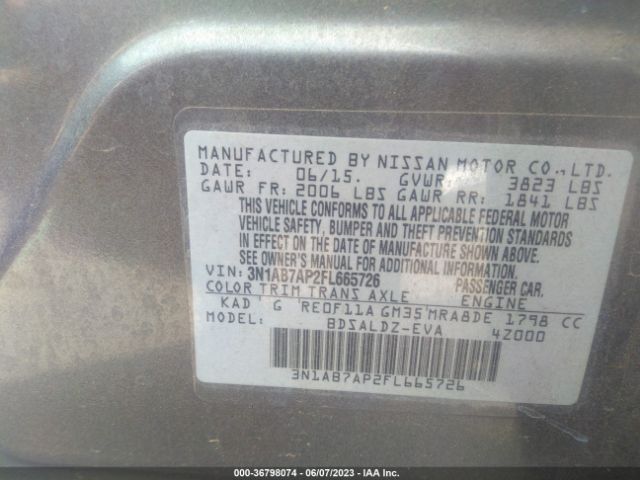 MANUFACTURED BY NISSAN MOTOR CO., LTD.
DATE: 06/15. GVWR 3823 LBS
GAWR FR: 2006 LBS GAWR RR: 1841 LBS
THIS VEHICLE CONFORMS TO ALL APPLICABLE FEDERAL MOTOR
VEHICLE SAFETY, BUMPER AND THEFT PREVENTION STANDARDS
IN EFFECT ON THE DATE OF MANUFACTURE SHOWN ABOVE.
SEE OWNER'S MANUAL FOR ADDITIONAL INFORMATION.
VIN: 3N1AB7AP2FL665726 PASSENGER CAR.
COLOR TRIM TRANS AXLE ENGINE
KAD G RE0F11A GM35 MRA8DE 1798 CC
MODEL: BDSALDZ-EVA 4Z000
3N1AB7AP2FL665726
000-36798074 - 06/07/2023 - IAA Inc.